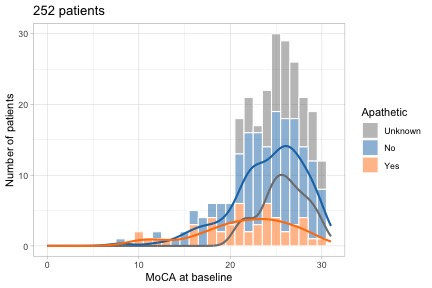 252 patients
30
20
10
0
Number of patients
0
10
20
30
MoCA at baseline
Apathetic
Unknown
No
Yes